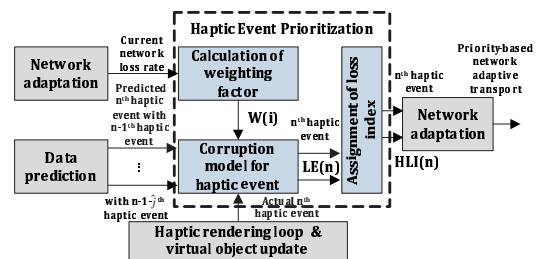 Haptic Event Prioritization
Network
adaptation
Current
network
loss rate
Calculation of
weighting
factor
Predicted
nth haptic
event with
n-1th haptic
event
W(i)
Data
prediction
⋮
with n-1-ĵth
haptic event
Corruption
model for
haptic event
nth haptic
event
LE(n)
Assignment of loss
index
nth haptic
event
HLI(n)
Network
adaptation
Priority-based
network
adaptive
transport
Actual nth
haptic event
Haptic rendering loop &
virtual object update